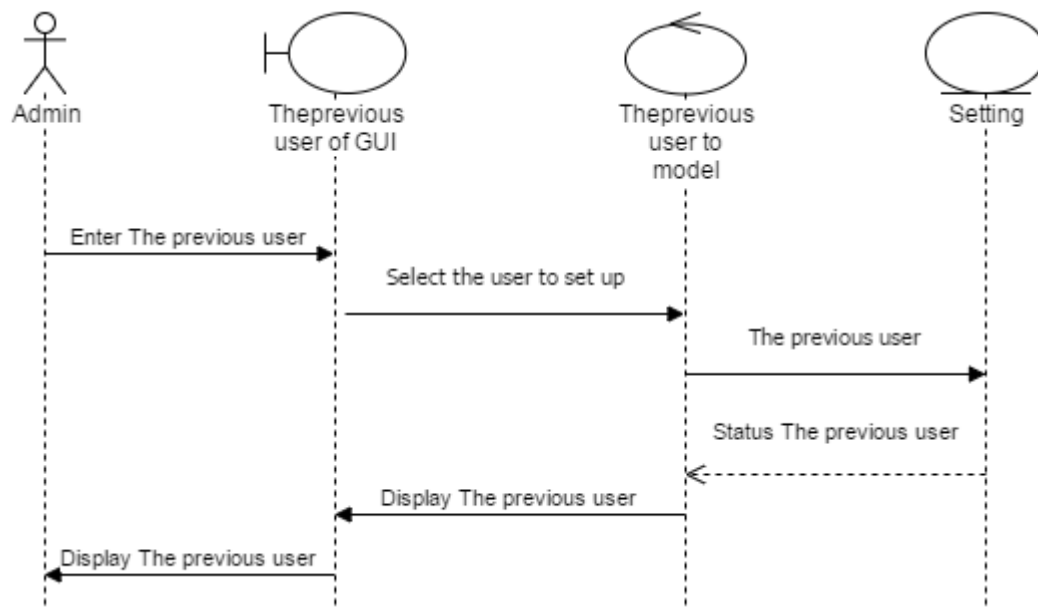 Admin
Theprevious
user of GUI
Theprevious
user to
model
Setting
Enter The previous user
Select the user to set up
The previous user
Status The previous user
Display The previous user
Display The previous user